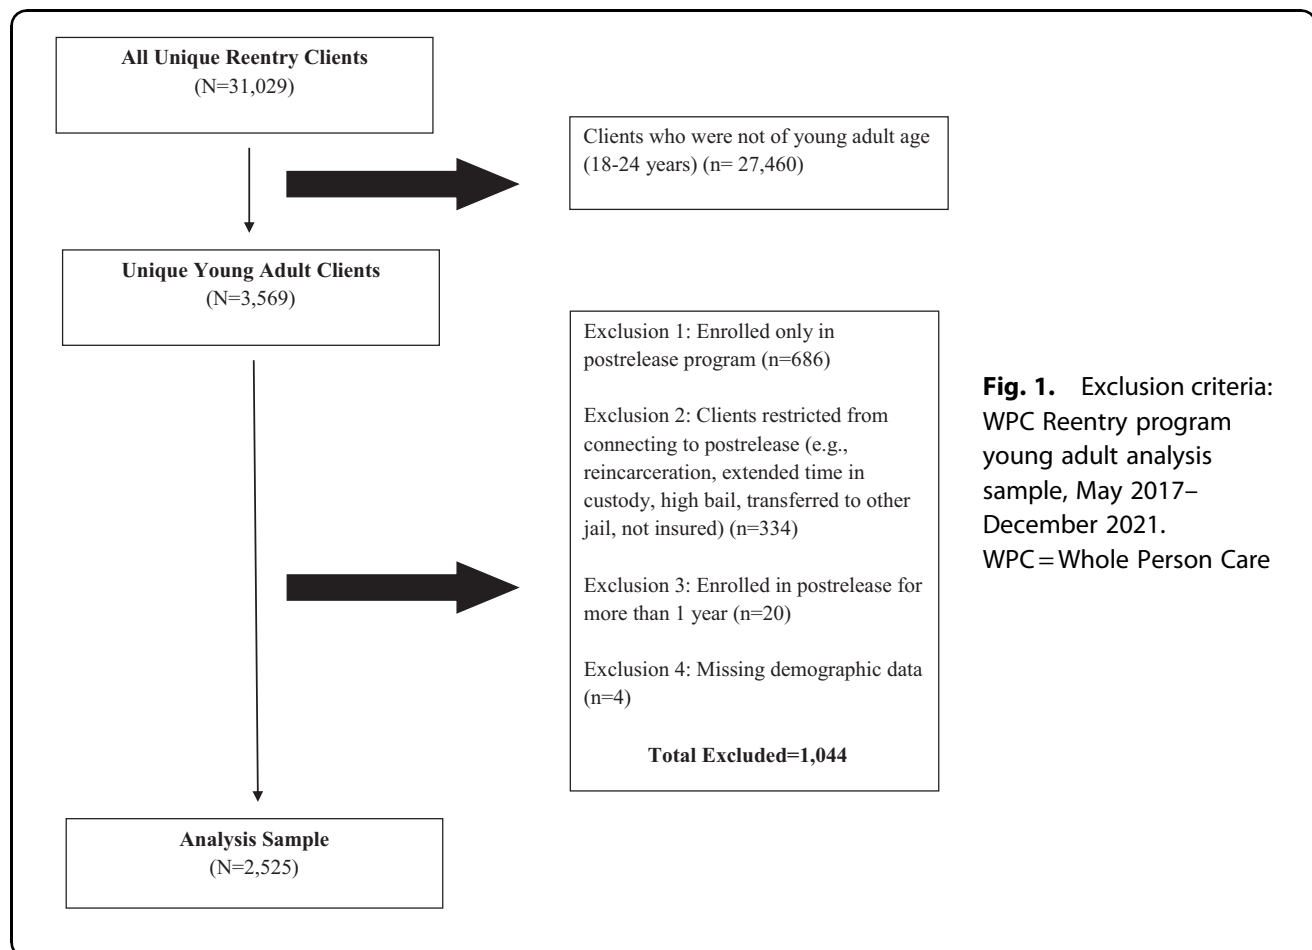 All Unique Reentry Clients
(N=31,029)
Clients who were not of young adult age
(18-24 years) (n= 27,460)
Unique Young Adult Clients
(N=3,569)
Exclusion 1: Enrolled only in
postrelease program (n=686)
Exclusion 2: Clients restricted from
connecting to postrelease (e.g.,
reincarceration, extended time in
custody, high bail, transferred to other
jail, not insured) (n=334)
Exclusion 3: Enrolled in postrelease for
more than 1 year (n=20)
Exclusion 4: Missing demographic data
(n=4)
Total Excluded=1,044
Analysis Sample
(N=2,525)
Fig. 1. Exclusion criteria:
WPC Reentry program
young adult analysis
sample, May 2017–
December 2021.
WPC=Whole Person Care